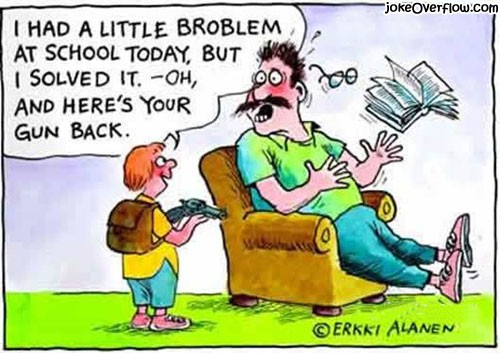 jokeOverflow.com
I HAD A LITTLE BROBLEM
AT SCHOOL TODAY, BUT
I SOLVED IT. -OH,
AND HERE'S YOUR
GUN BACK.
© ERKKI ALANEN